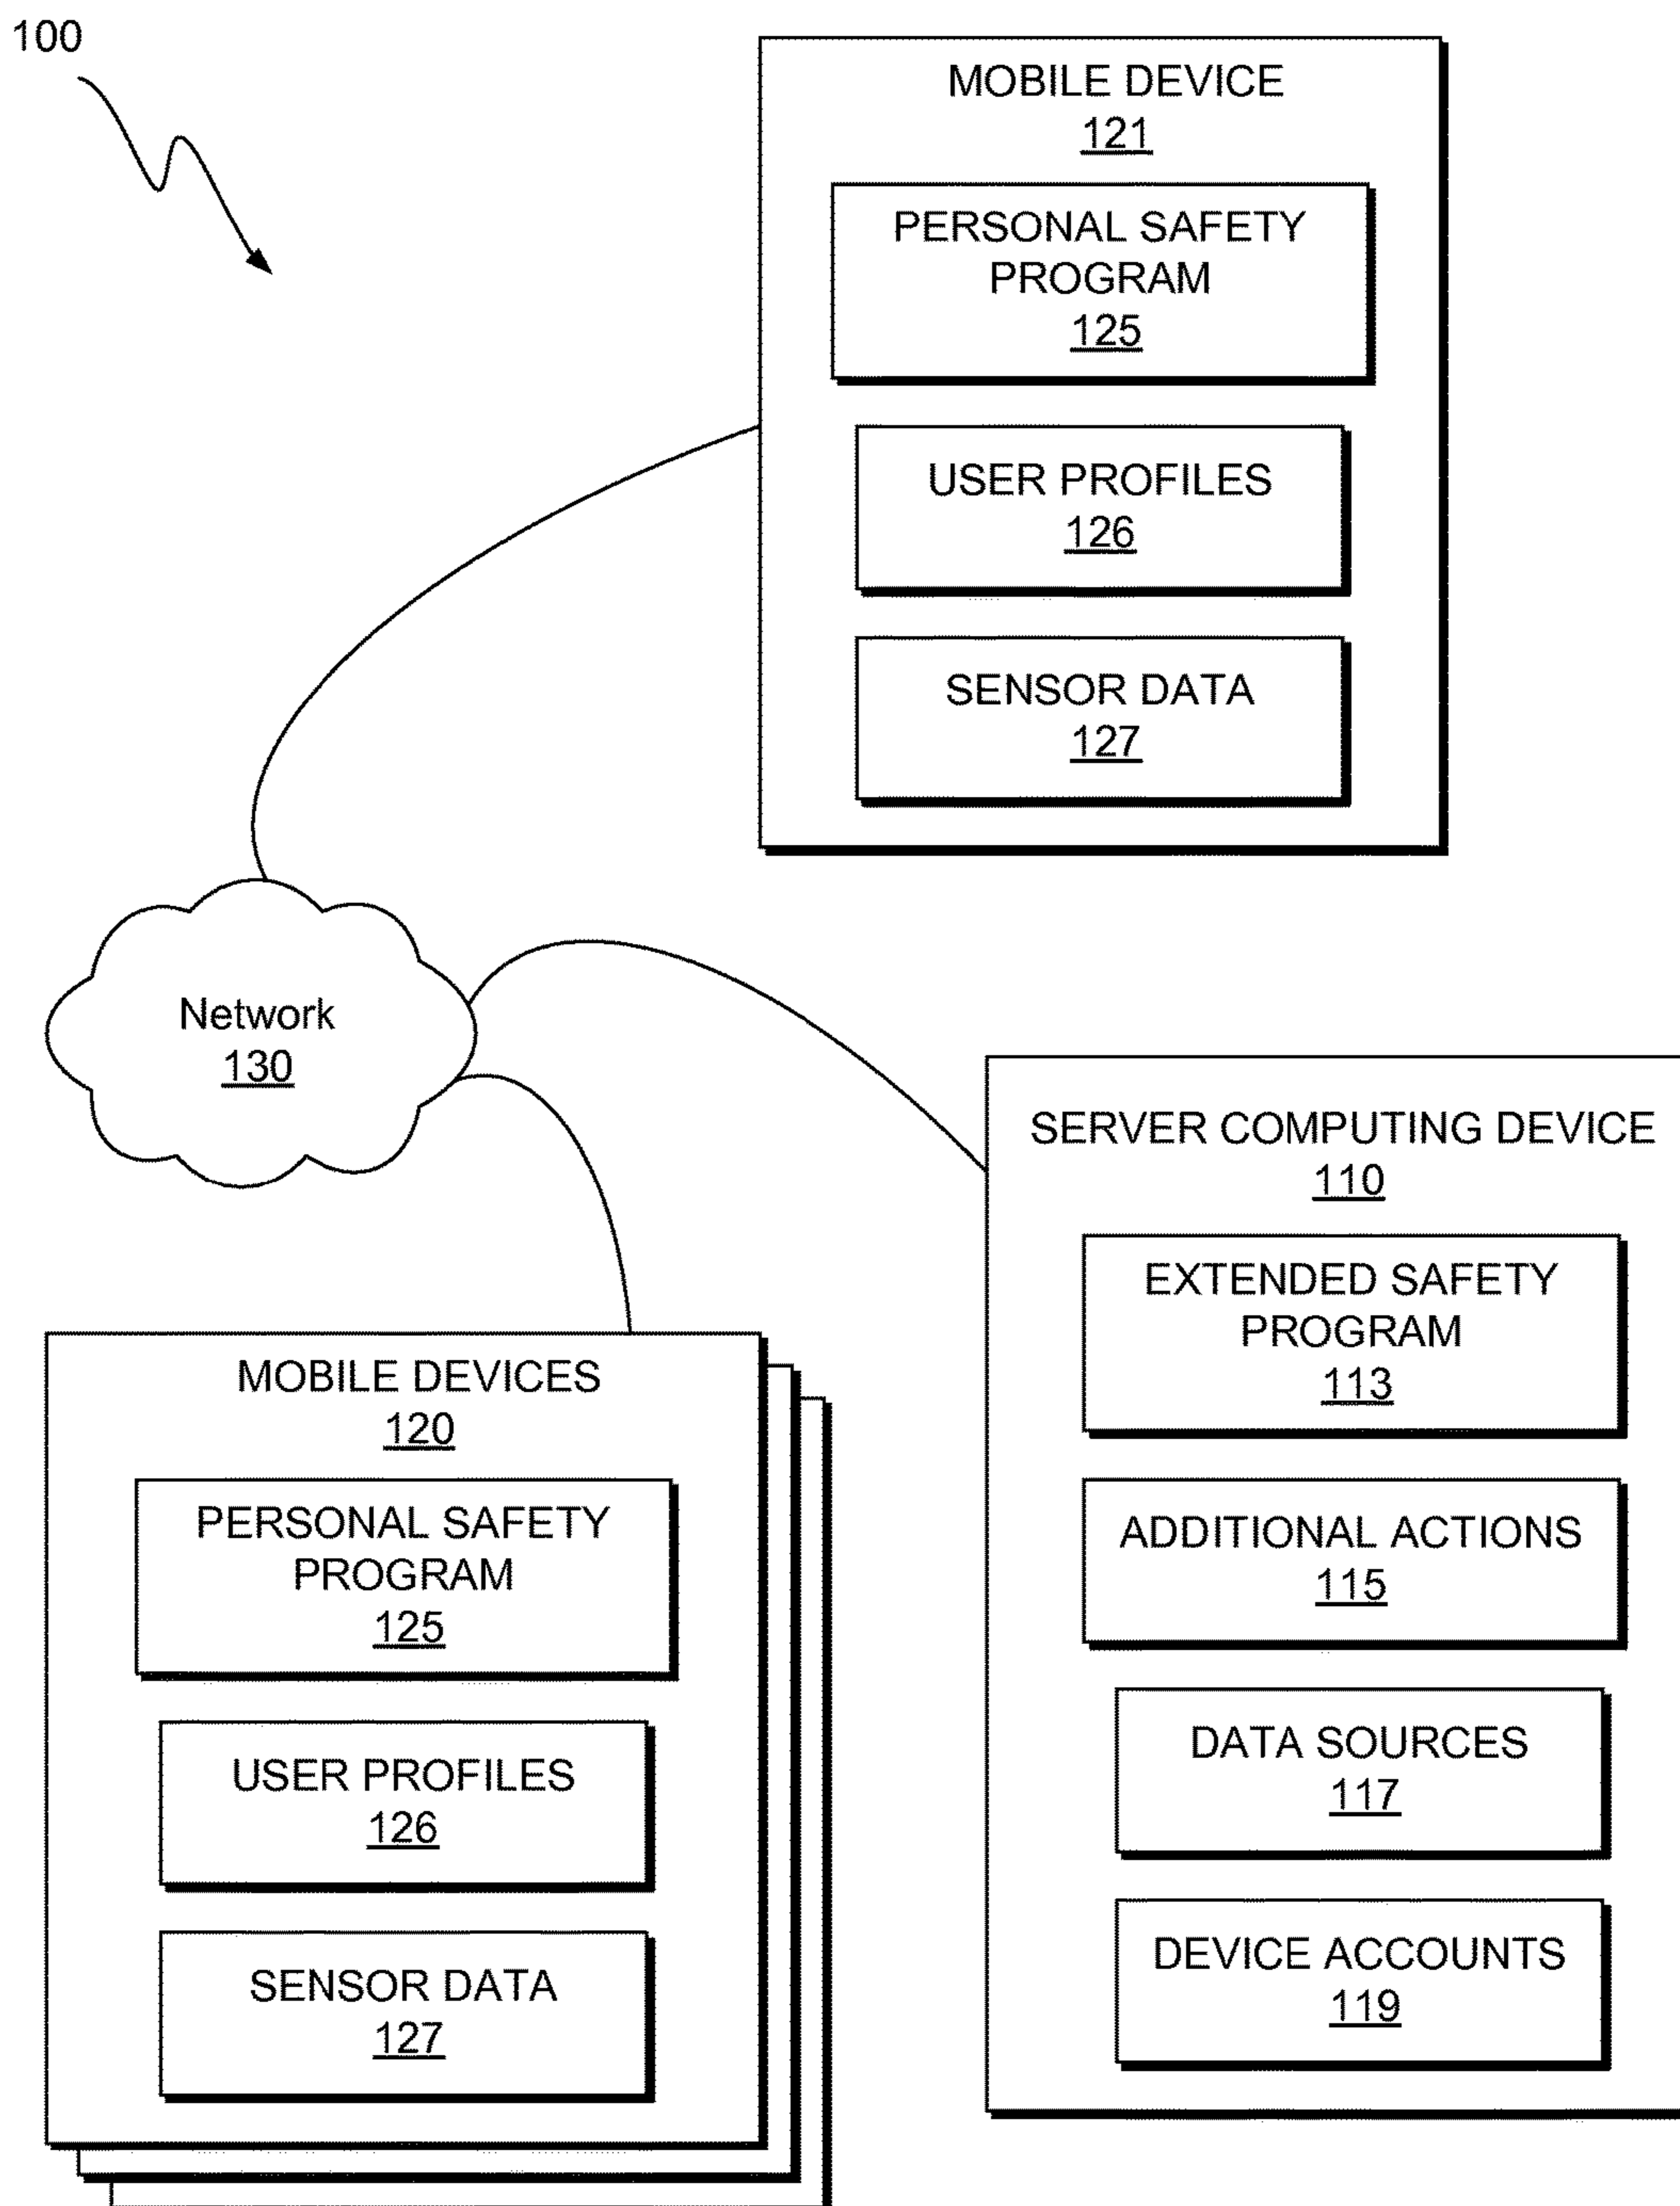 100
MOBILE DEVICE
121
PERSONAL SAFETY
PROGRAM
125
USER PROFILES
126
SENSOR DATA
127
Network
130
SERVER COMPUTING DEVICE
110
EXTENDED SAFETY
PROGRAM
113
ADDITIONAL ACTIONS
115
DATA SOURCES
117
DEVICE ACCOUNTS
119
MOBILE DEVICES
120
PERSONAL SAFETY
PROGRAM
125
USER PROFILES
126
SENSOR DATA
127